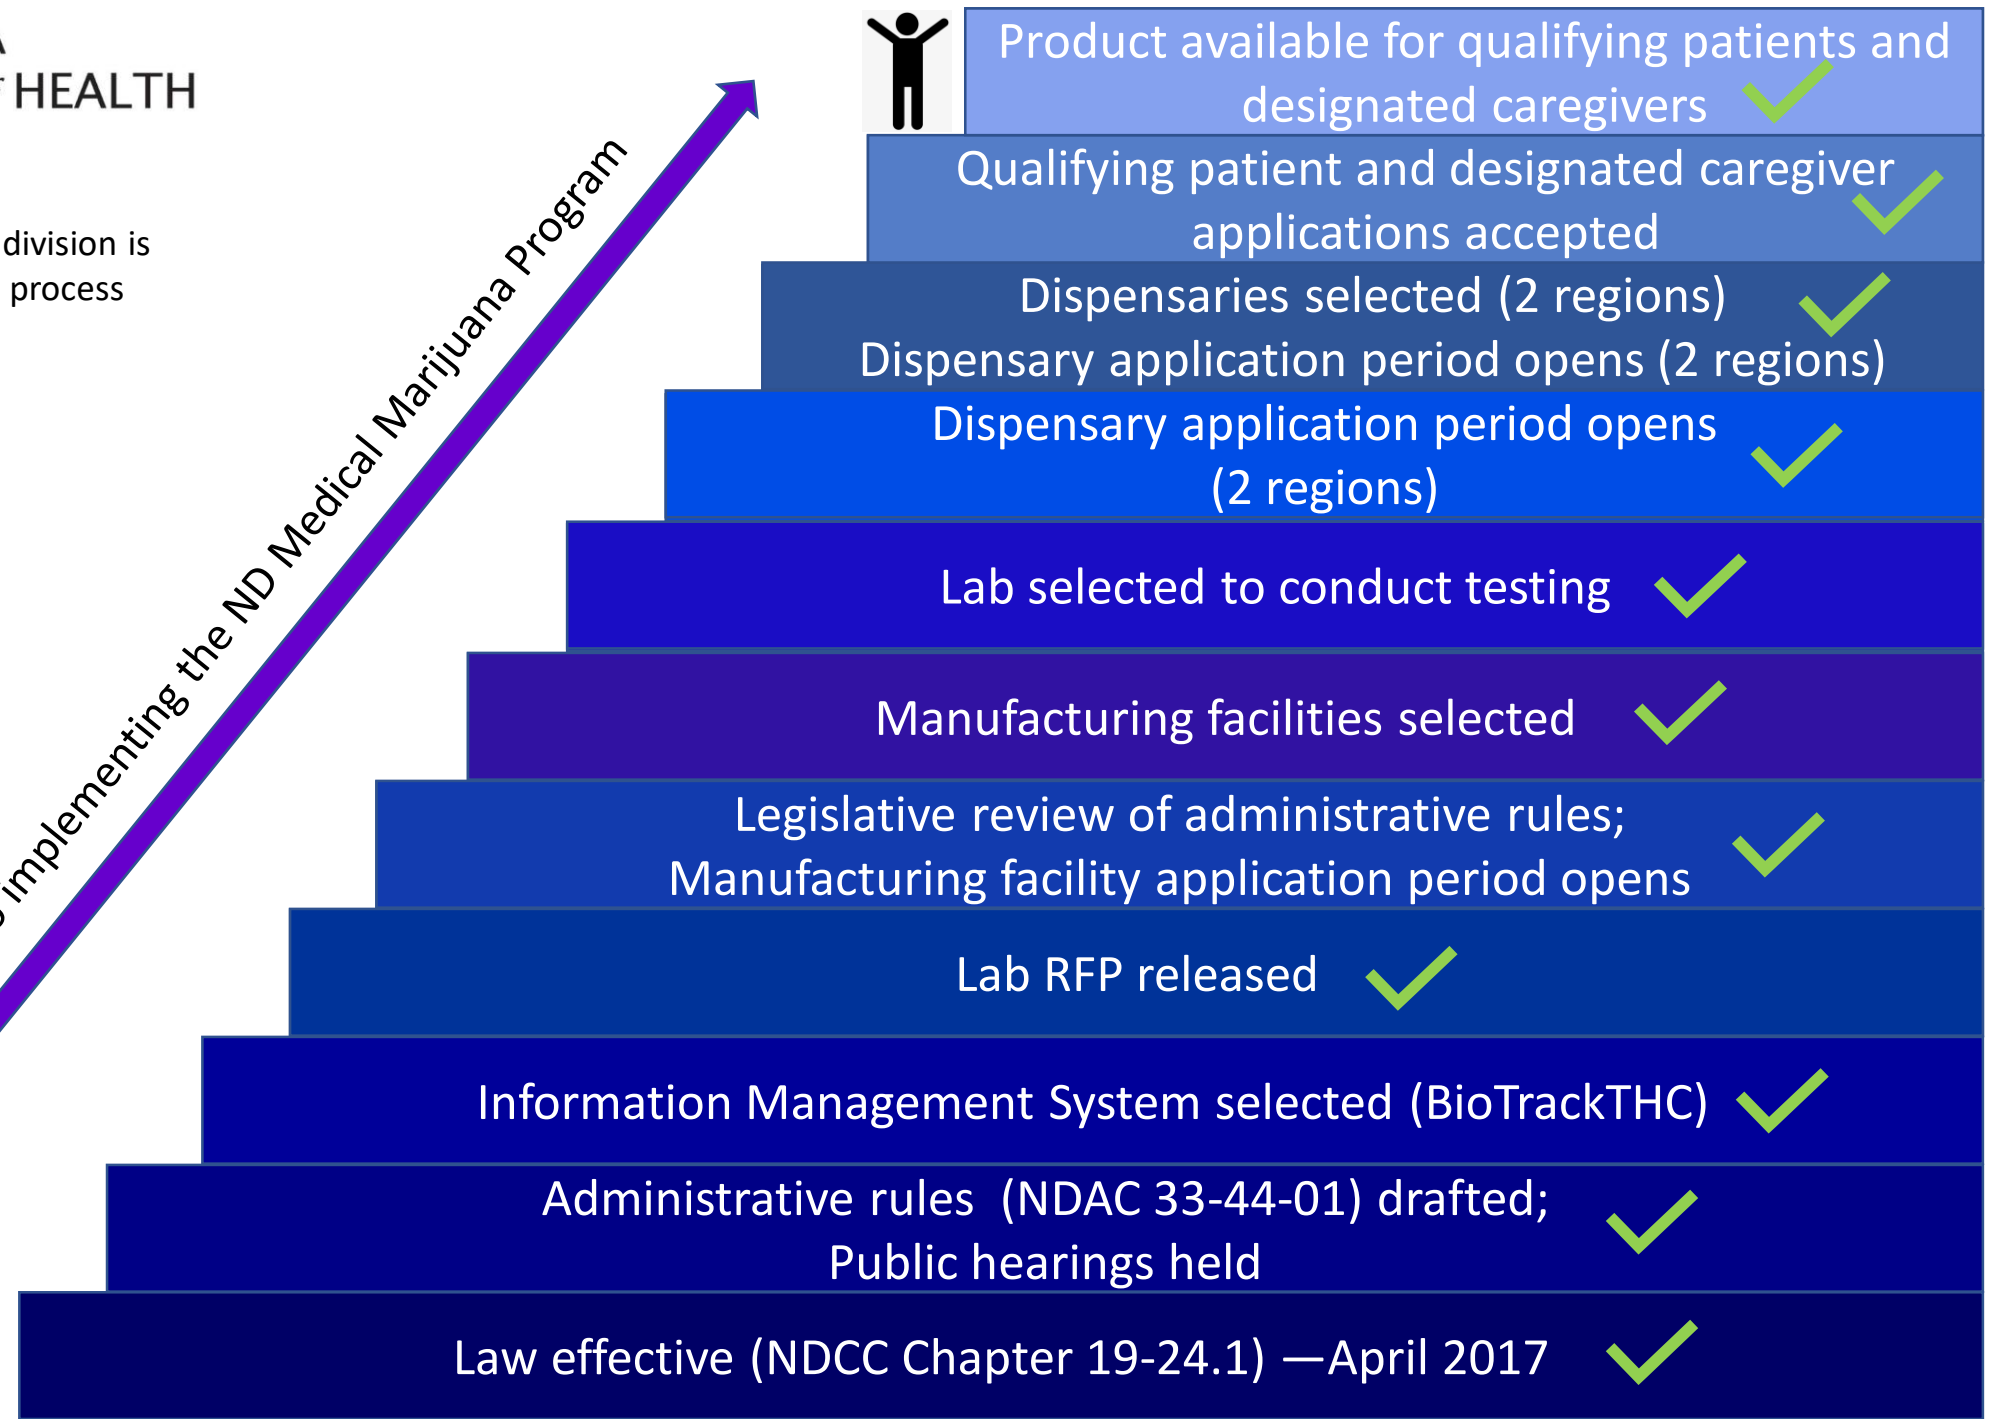 HEALTH
division is
process
implementing the ND Medical Marijuana Program
Product available for qualifying patients and
designated caregivers
Qualifying patient and designated caregiver
applications accepted
Dispensaries selected (2 regions)
Dispensary application period opens (2 regions)
Dispensary application period opens
(2 regions)
Lab selected to conduct testing
Manufacturing facilities selected
Legislative review of administrative rules;
Manufacturing facility application period opens
Lab RFP released
Information Management System selected (BioTrackTHC)
Administrative rules  (NDAC 33-44-01) drafted;
Public hearings held
Law effective (NDCC Chapter 19-24.1) —April 2017